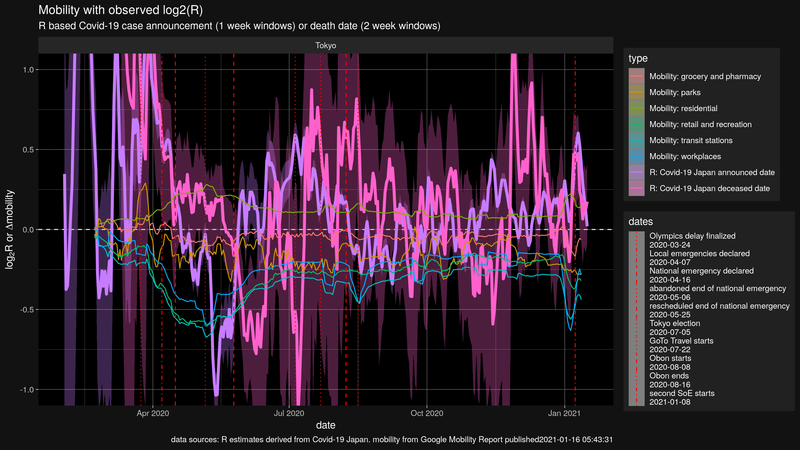 Mobility with observed log2(R)
R based Covid-19 case announcement (1 week windows) or death date (2 week windows)
Tokyo
1.0
0.5
0.0
-0.5
-1.0
log2R or Δmobility
Apr 2020
Jul 2020
Oct 2020
Jan 2021
date
type
Mobility: grocery and pharmacy
Mobility: parks
Mobility: residential
Mobility: retail and recreation
Mobility: transit stations
Mobility: workplaces
R: Covid-19 Japan announced date
R: Covid-19 Japan deceased date
dates
Olympics delay finalized
2020-03-24
Local emergencies declared
2020-04-07
National emergency declared
2020-04-16
abandoned end of national emergency
2020-05-06
rescheduled end of national emergency
2020-05-25
Tokyo election
2020-07-05
GoTo Travel starts
2020-07-22
Obon starts
2020-08-08
Obon ends
2020-08-16
second SoE starts
2021-01-08
data sources: R estimates derived from Covid-19 Japan. mobility from Google Mobility Report published2021-01-16 05:43:31